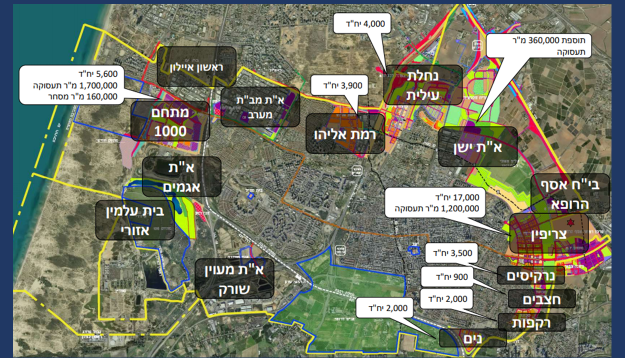 4,000 יח"ד
תוספת 360,000 מ"ר
תעסוקה
ראשון איילון
5,600 יח"ד
1,700,000 מ"ר תעסוקה
160,000 מ"ר מסחר
נחלת
עילית
3,900 יח"ד
א"ת מב"ת
מערב
מתחם
1000
רמת אליהו
א"ת ישן
א"ת
אגמים
בי"ח אסף
הרופא
17,000 יח"ד
1,200,000 מ"ר תעסוקה
בית עלמין
אזורי
צריפין
3,500 יח"ד
א"ת מעוין
שורק
נרקיסים
900 יח"ד
חצבים
2,000 יח"ד
רקפות
2,000 יח"ד
נים